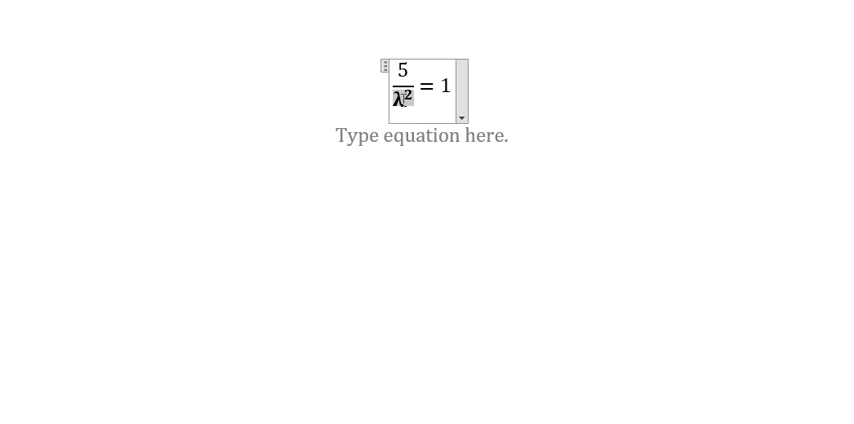 5/λ² = 1
Type equation here.